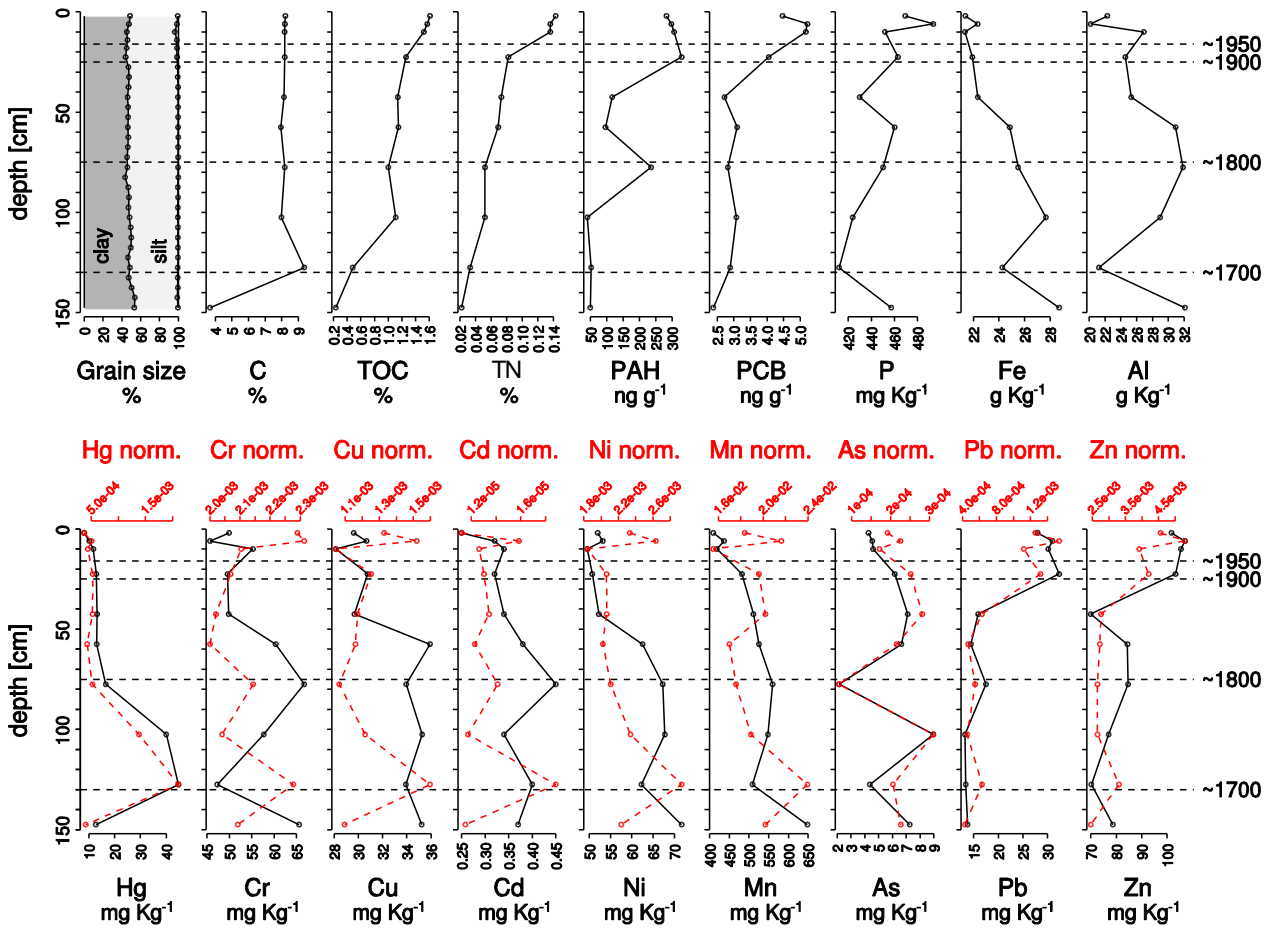 ~1950
~1900
~1800
~1700
depth [cm]
0
50
100
150
clay
silt
0 20 40 60 80 100
4 5 6 7 8 9
0.2 0.4 0.6 0.8 1.0 1.2 1.4 1.6
0.02 0.04 0.06 0.08 0.10 0.12 0.14
50 100 150 200 250 300
2.5 3.0 3.5 4.0 4.5 5.0
420 440 460 480
22 24 26 28
20 22 24 26 28 30 32
Grain size C TOC TN PAH PCB P Fe Al
% % % % ng g⁻¹ ng g⁻¹ mg Kg⁻¹ g Kg⁻¹ g Kg⁻¹
Hg norm. Cr norm. Cu norm. Cd norm. Ni norm. Mn norm. As norm. Pb norm. Zn norm.
5.0e-04 1.5e-03
2.0e-03 2.1e-03 2.2e-03 2.3e-03
1.1e-03 1.3e-03 1.5e-03
1.2e-05 1.6e-05
1.8e-03 2.2e-03 2.6e-03
1.6e-02 2.0e-02 2.4e-02
1e-04 2e-04 3e-04
4.0e-04 8.0e-04 1.2e-03
2.5e-03 3.5e-03 4.5e-03
~1950
~1900
~1800
~1700
depth [cm]
0
50
100
150
10 20 30 40
45 50 55 60 65
28 30 32 34 36
0.25 0.30 0.35 0.40 0.45
50 55 60 65 70
400 450 500 550 600 650
2 3 4 5 6 7 8 9
15 20 25 30
70 80 90 100
Hg Cr Cu Cd Ni Mn As Pb Zn
mg Kg⁻¹ mg Kg⁻¹ mg Kg⁻¹ mg Kg⁻¹ mg Kg⁻¹ mg Kg⁻¹ mg Kg⁻¹ mg Kg⁻¹ mg Kg⁻¹